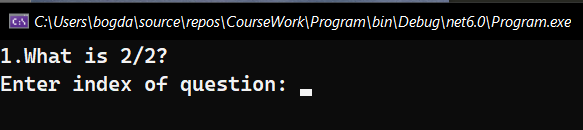 C:\Users\bogda\source\repos\CourseWork\Program\bin\Debug\net6.0\Program.exe
1.What is 2/2?
Enter index of question: